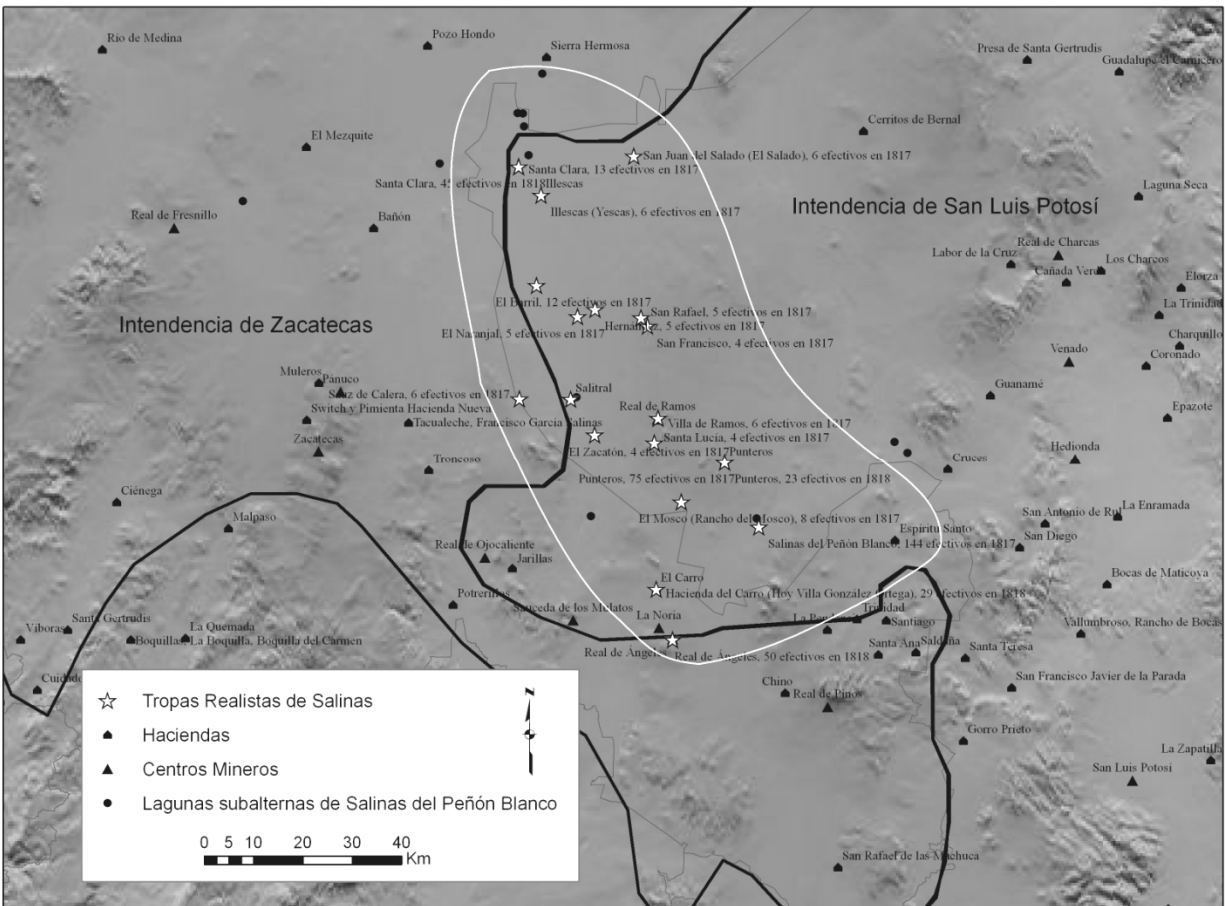 Rio de Medina
Pozo Hondo
Sierra Hermosa
Presa de Santa Gertrudis
Guadalupe el Carnicero
El Mezquite
Cerritos de Bernal
San Juan del Salado (El Salado), 6 efectivos en 1817
Santa Clara, 13 efectivos en 1817
Santa Clara, 45 efectivos en 1818
Illescas
Illescas (Yescas), 6 efectivos en 1817
Laguna Seca
Intendencia de San Luis Potosí
Real de Fresnillo
Bañón
Real de Charcas
Labor de la Cruz
Los Charcos
Cañada Verde
Elorza
La Trinidad
El Barril, 12 efectivos en 1817
San Rafael, 5 efectivos en 1817
Intendencia de Zacatecas
El Naranjal, 5 efectivos en 1817
Hernández, 5 efectivos en 1817
San Francisco, 4 efectivos en 1817
Charquillo
Venado
Coronado
Muleros
Pánuco
Sauz de Calera, 6 efectivos en 1817
Salitral
Guanamé
Switch y Pimienta Hacienda Nueva
Real de Ramos
Epazote
Tacualeche, Francisco García Salinas
Villa de Ramos, 6 efectivos en 1817
Zacatecas
Santa Lucía, 4 efectivos en 1817
El Zacatón, 4 efectivos en 1817
Punteros
Hedionda
Troncoso
Cruces
Punteros, 75 efectivos en 1817
Punteros, 23 efectivos en 1818
Ciénega
La Enramada
El Mosco (Rancho del Mosco), 8 efectivos en 1817
San Antonio de Rul
Malpaso
Espíritu Santo
San Diego
Salinas del Peñón Blanco, 144 efectivos en 1817
Real de Ojocaliente
Jarillas
El Carro
Bocas de Maticoya
Hacienda del Carro (Hoy Villa González Ortega), 29 efectivos en 1818
Potrerillos
Sauceda de los Mulatos
La Noria
La
Trinidad
Santiago
Santa Gertrudis
Viboras
La Quemada
Boquillas, La Boquilla, Boquilla del Carmen
Vallumbroso, Rancho de Bocas
Real de Ángeles
Real de Ángeles, 50 efectivos en 1818
Santa Ana
Saldaña
Santa Teresa
Cuidado
Chino
Real de Pinos
San Francisco Javier de la Parada
Gorro Prieto
La Zapatilla
San Luis Potosí
San Rafael de las Machuca
Tropas Realistas de Salinas
Haciendas
Centros Mineros
Lagunas subalternas de Salinas del Peñón Blanco
N
0 5 10 20 30 40
Km